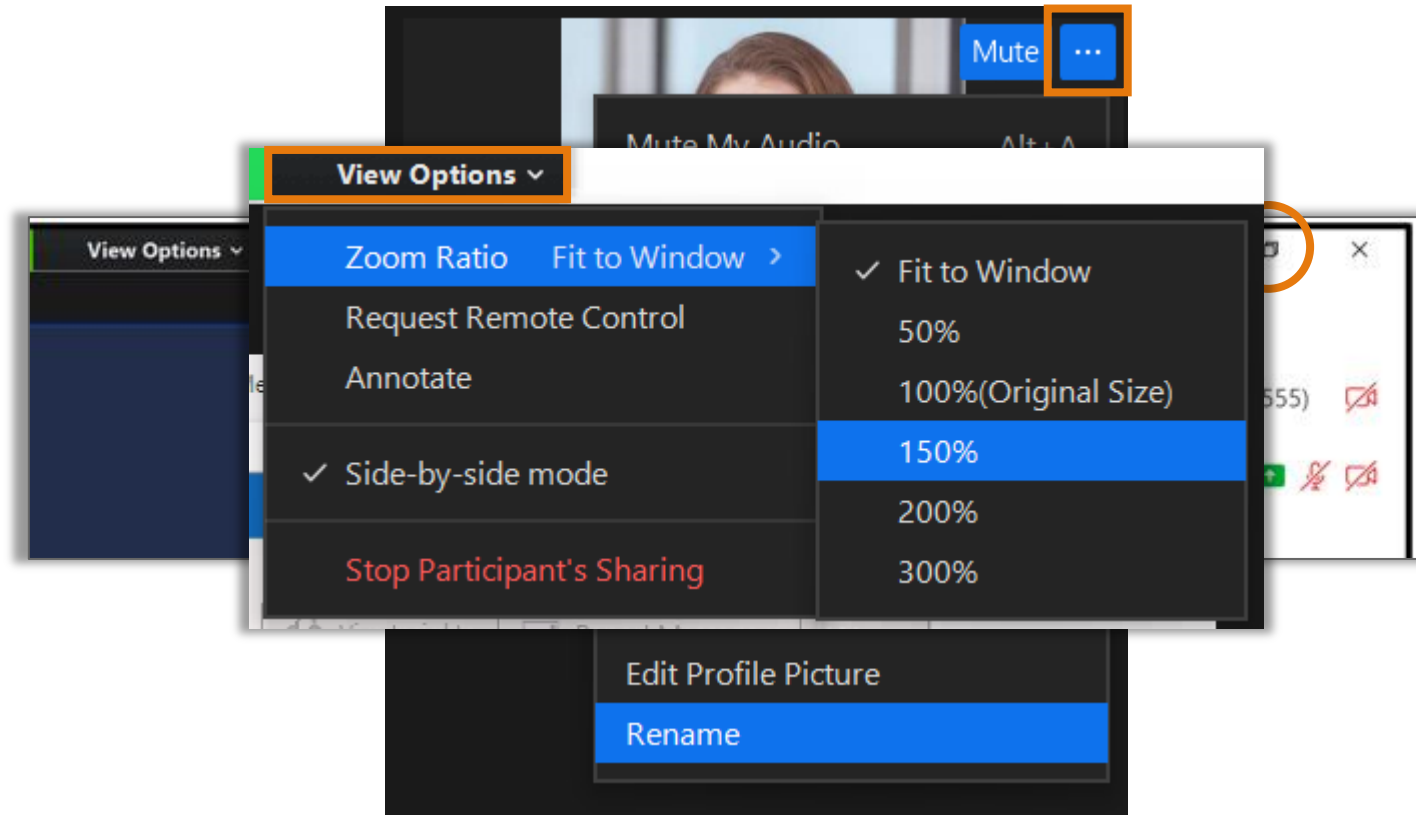 Mute ...
Mute My Audio Alt+A
View Options
View Options
Zoom Ratio Fit to Window >
Fit to Window
Request Remote Control
50%
Annotate
100%(Original Size)
555)
150%
Side-by-side mode
200%
Stop Participant's Sharing
300%
Edit Profile Picture
Rename